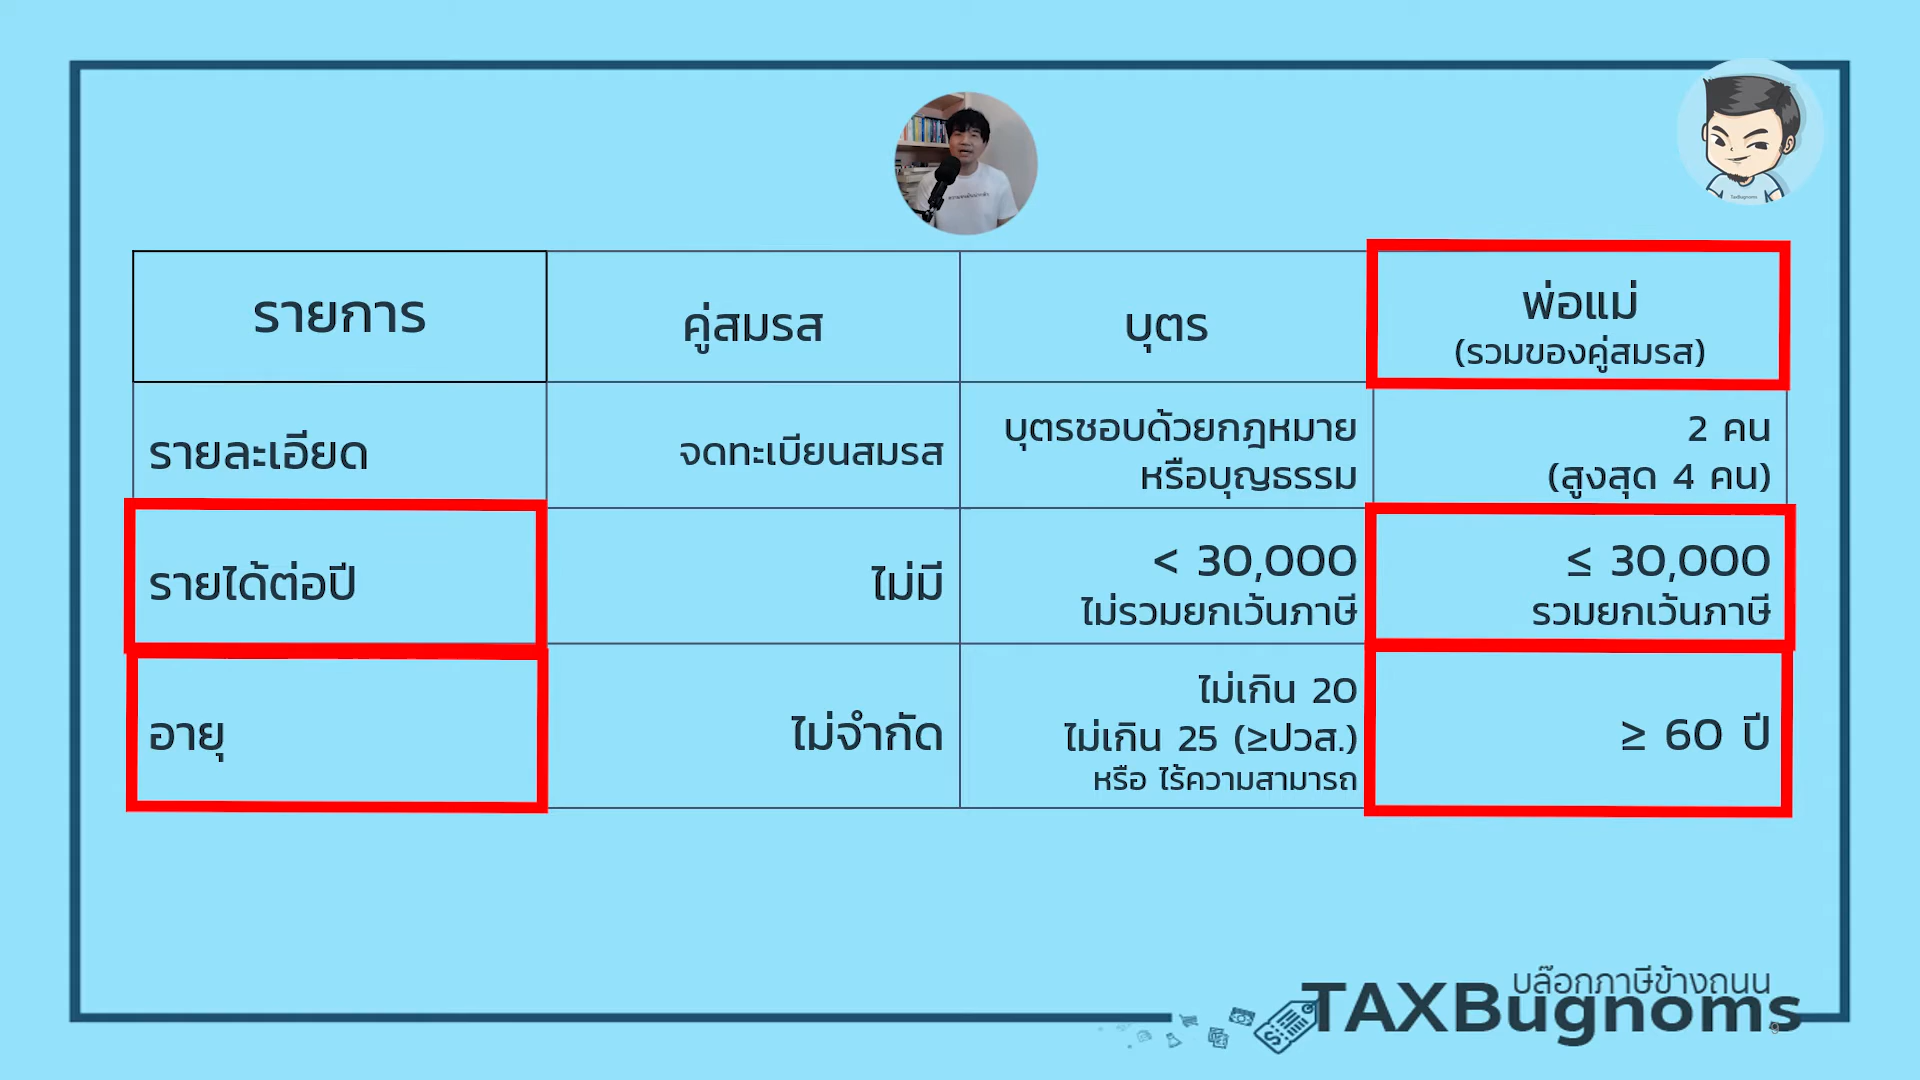 รายการ
คู่สมรส
บุตร
พ่อแม่
(รวมของคู่สมรส)
รายละเอียด
จดทะเบียนสมรส
บุตรชอบด้วยกฎหมาย
หรือบุญธรรม
2 คน
(สูงสุด 4 คน)
รายได้ต่อปี
ไม่มี
< 30,000
ไม่รวมยกเว้นภาษี
≤ 30,000
รวมยกเว้นภาษี
อายุ
ไม่จำกัด
ไม่เกิน 20
ไม่เกิน 25 (≥ปวส.)
หรือ ไร้ความสามารถ
≥ 60 ปี
บล๊อกภาษีข้างถนน
TAXBugnoms
9
TaxBugnoms